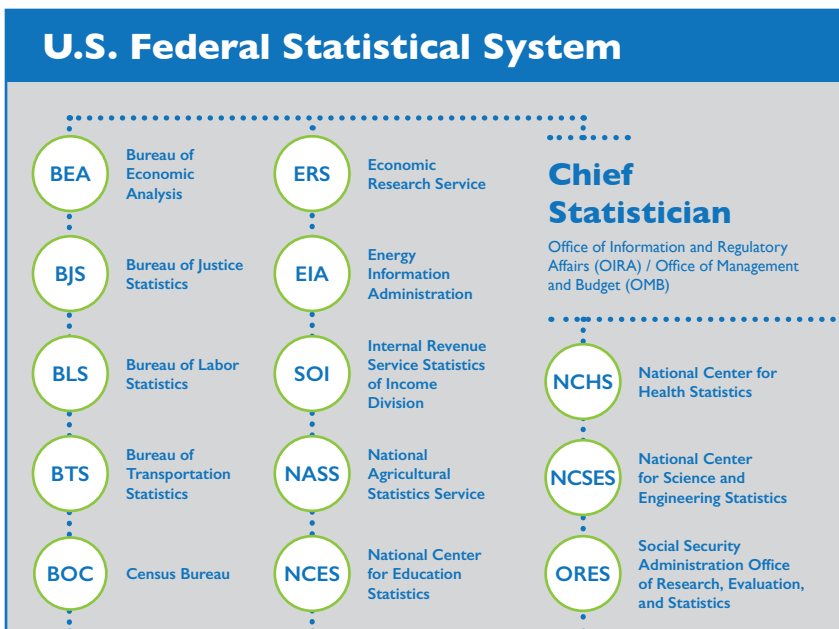 U.S. Federal Statistical System
BEA
Bureau of
Economic
Analysis
BJS
Bureau of Justice
Statistics
BLS
Bureau of Labor
Statistics
BTS
Bureau of
Transportation
Statistics
BOC
Census Bureau
ERS
Economic
Research Service
EIA
Energy
Information
Administration
SOI
Internal Revenue
Service Statistics
of Income
Division
NASS
National
Agricultural
Statistics Service
NCES
National Center
for Education
Statistics
Chief
Statistician
Office of Information and Regulatory
Affairs (OIRA) / Office of Management
and Budget (OMB)
NCHS
National Center for
Health Statistics
NCSES
National Center
for Science and
Engineering Statistics
ORES
Social Security
Administration Office
of Research, Evaluation,
and Statistics